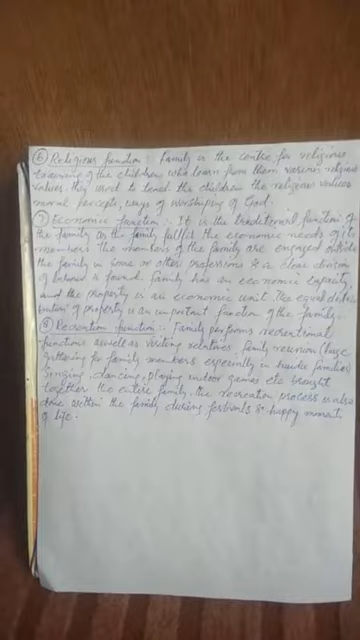 ⑥ Religious function : Family is the centre for religious
training of the children who learn from them various religious
values. They used to teach the children the religious values
moral percepts, ways of worshipsy of God.
⑦ Economic function :- It is the traditional function of
the family as the family fulfil the economic needs of its
members the members of the family are engaged outside
the family in some or other professions & a clear division
of labour is found. Family has an economic capacity
and the property is an economic unit. The equal distri
bution of property is an important function of the family.
⑧ Recreation function :- Family performs recreational
functions aswell as visiting relatives, family reunion (large
gathering for family members especially in hindu families)
Singing, dancing, playing indoor games etc brought
together the entire family. The recreation process is also
done within the family during festivals & happy moments
of life.